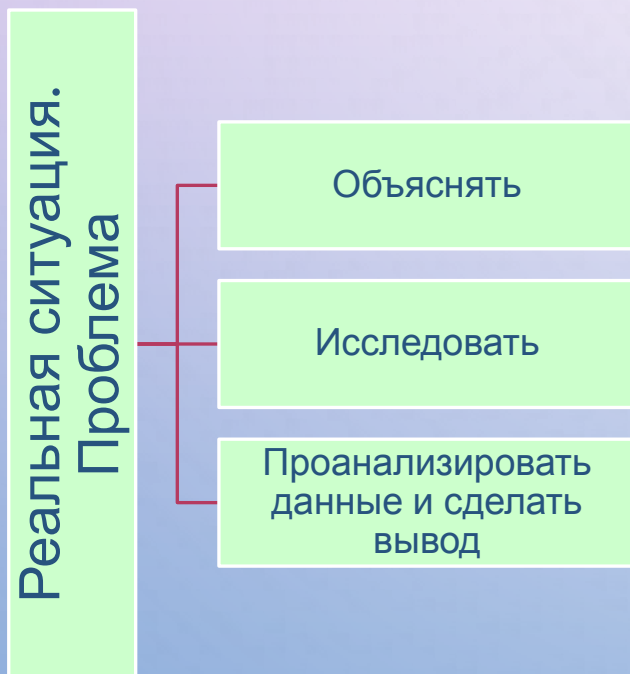 Реальная ситуация.
Проблема
Объяснять
Исследовать
Проанализировать
данные и сделать
вывод